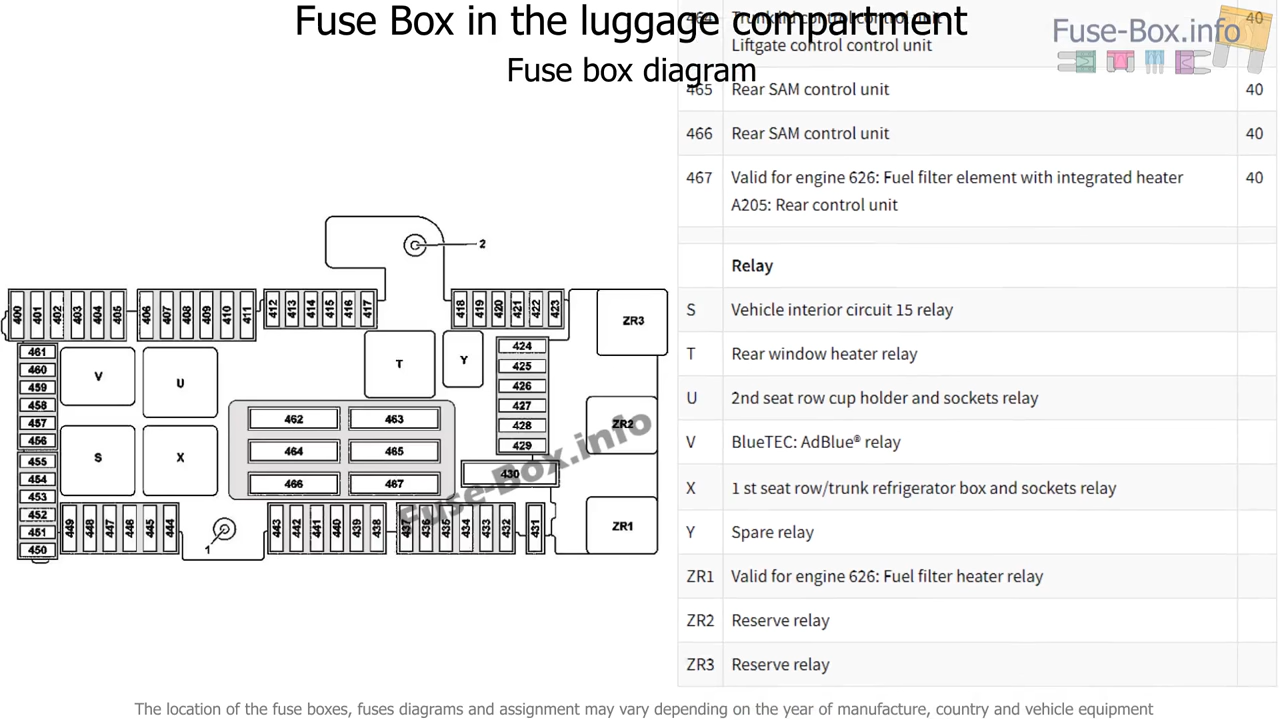 Fuse Box in the luggage compartment
Fuse box diagram
Fuse-Box.info
464 Trunk lid control control unit 40
Liftgate control control unit
465 Rear SAM control unit 40
466 Rear SAM control unit 40
467 Valid for engine 626: Fuel filter element with integrated heater 40
A205: Rear control unit
Relay
S Vehicle interior circuit 15 relay
T Rear window heater relay
U 2nd seat row cup holder and sockets relay
V BlueTEC: AdBlue® relay
X 1 st seat row/trunk refrigerator box and sockets relay
Y Spare relay
ZR1 Valid for engine 626: Fuel filter heater relay
ZR2 Reserve relay
ZR3 Reserve relay
2
400 401 402 403 404 405 406 407 408 409 410 411 412 413 414 415 416 417 418 419 420 421 422 423
ZR3
461
460
459
458
457
456
455
454
453
452
451
450
V U
S X
T Y
424
425
426
427
428
429
430
ZR2
ZR1
462 463
464 465
466 467
449 448 447 446 445 444
1
443 442 441 440 439 438 437 436 435 434 433 432 431
Fuse-Box.info
The location of the fuse boxes, fuses diagrams and assignment may vary depending on the year of manufacture, country and vehicle equipment